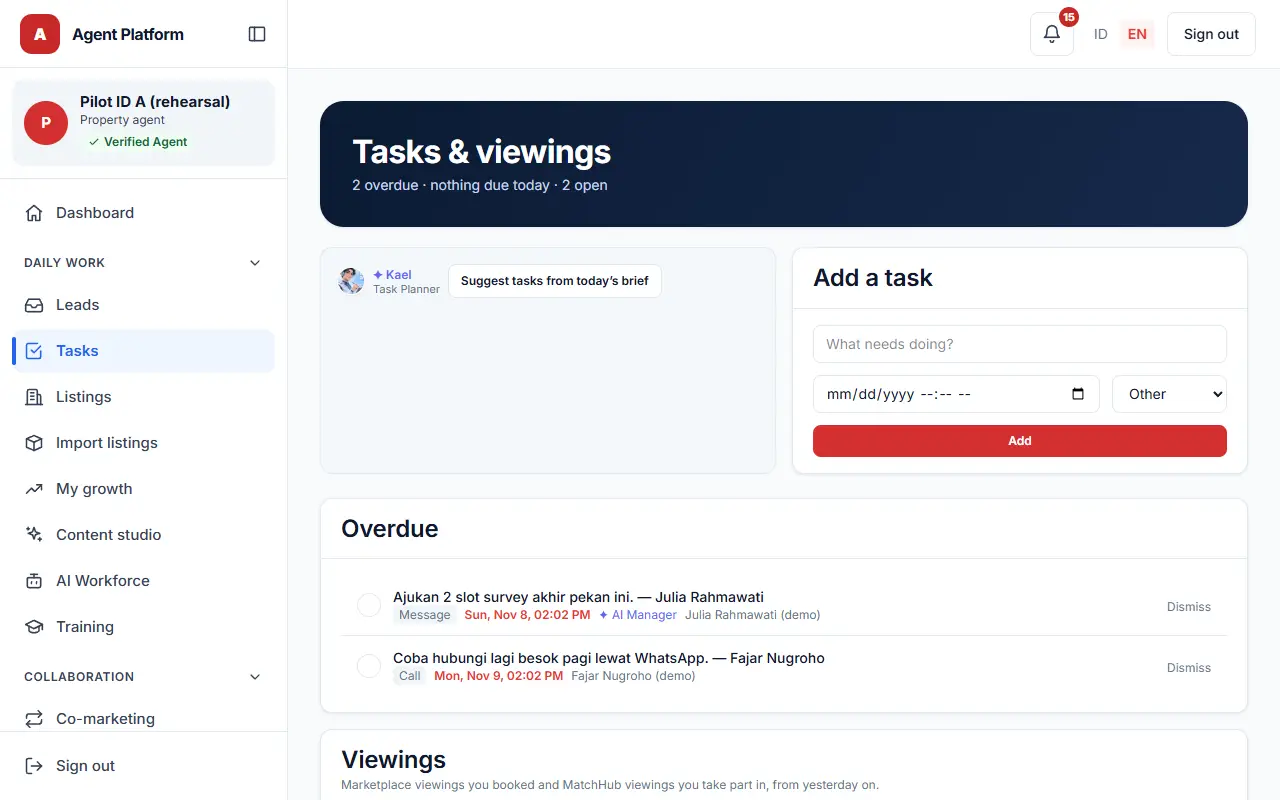 A
Agent Platform
15
ID
EN
Sign out
P
Pilot ID A (rehearsal)
Property agent
Verified Agent
Dashboard
DAILY WORK
Leads
Tasks
Listings
Import listings
My growth
Content studio
AI Workforce
Training
COLLABORATION
Co-marketing
Sign out
Tasks & viewings
2 overdue · nothing due today · 2 open
✦ Kael
Task Planner
Suggest tasks from today’s brief
Add a task
What needs doing?
mm/dd/yyyy --:-- --
Other
Add
Overdue
Ajukan 2 slot survey akhir pekan ini. — Julia Rahmawati
Message Sun, Nov 8, 02:02 PM ✦ AI Manager Julia Rahmawati (demo)
Dismiss
Coba hubungi lagi besok pagi lewat WhatsApp. — Fajar Nugroho
Call Mon, Nov 9, 02:02 PM Fajar Nugroho (demo)
Dismiss
Viewings
Marketplace viewings you booked and MatchHub viewings you take part in, from yesterday on.